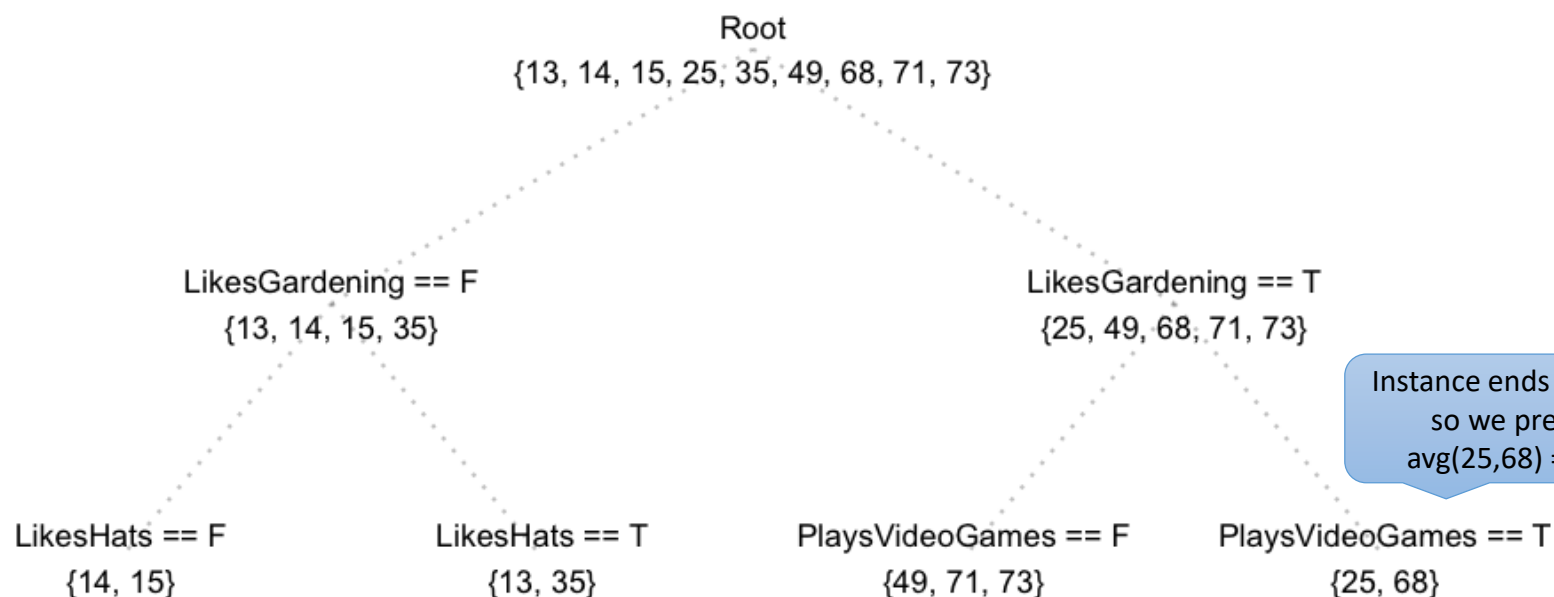 Root
{13, 14, 15, 25, 35, 49, 68, 71, 73}
LikesGardening == F
{13, 14, 15, 35}
LikesGardening == T
{25, 49, 68, 71, 73}
Instance ends
so we pre
avg(25,68) =
LikesHats == F
{14, 15}
LikesHats == T
{13, 35}
PlaysVideoGames == F
{49, 71, 73}
PlaysVideoGames == T
{25, 68}